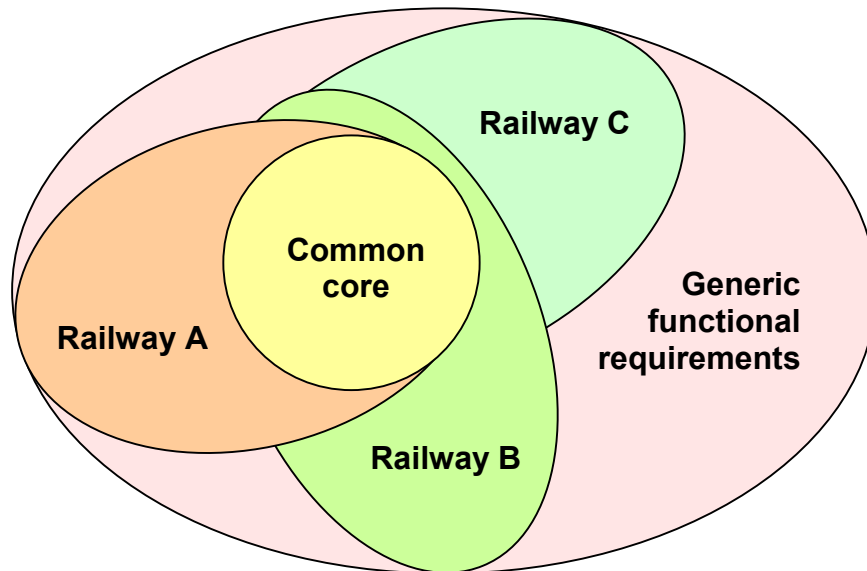 Railway C
Common
core
Generic
functional
requirements
Railway A
Railway B